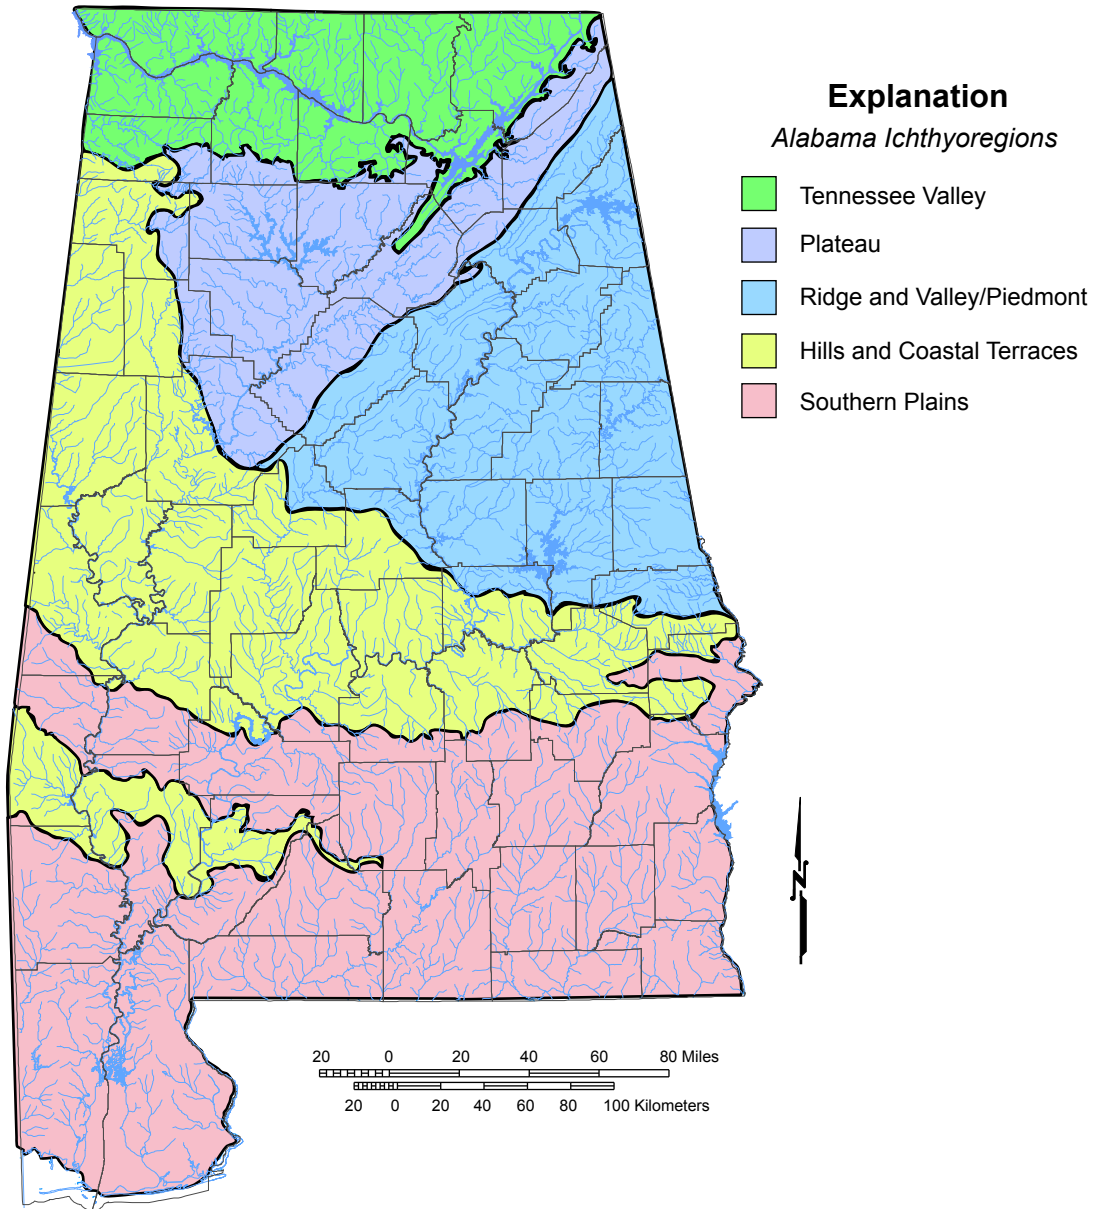 Explanation
Alabama Ichthyoregions
Tennessee Valley
Plateau
Ridge and Valley/Piedmont
Hills and Coastal Terraces
Southern Plains
N
20 0 20 40 60 80 Miles
20 0 20 40 60 80 100 Kilometers